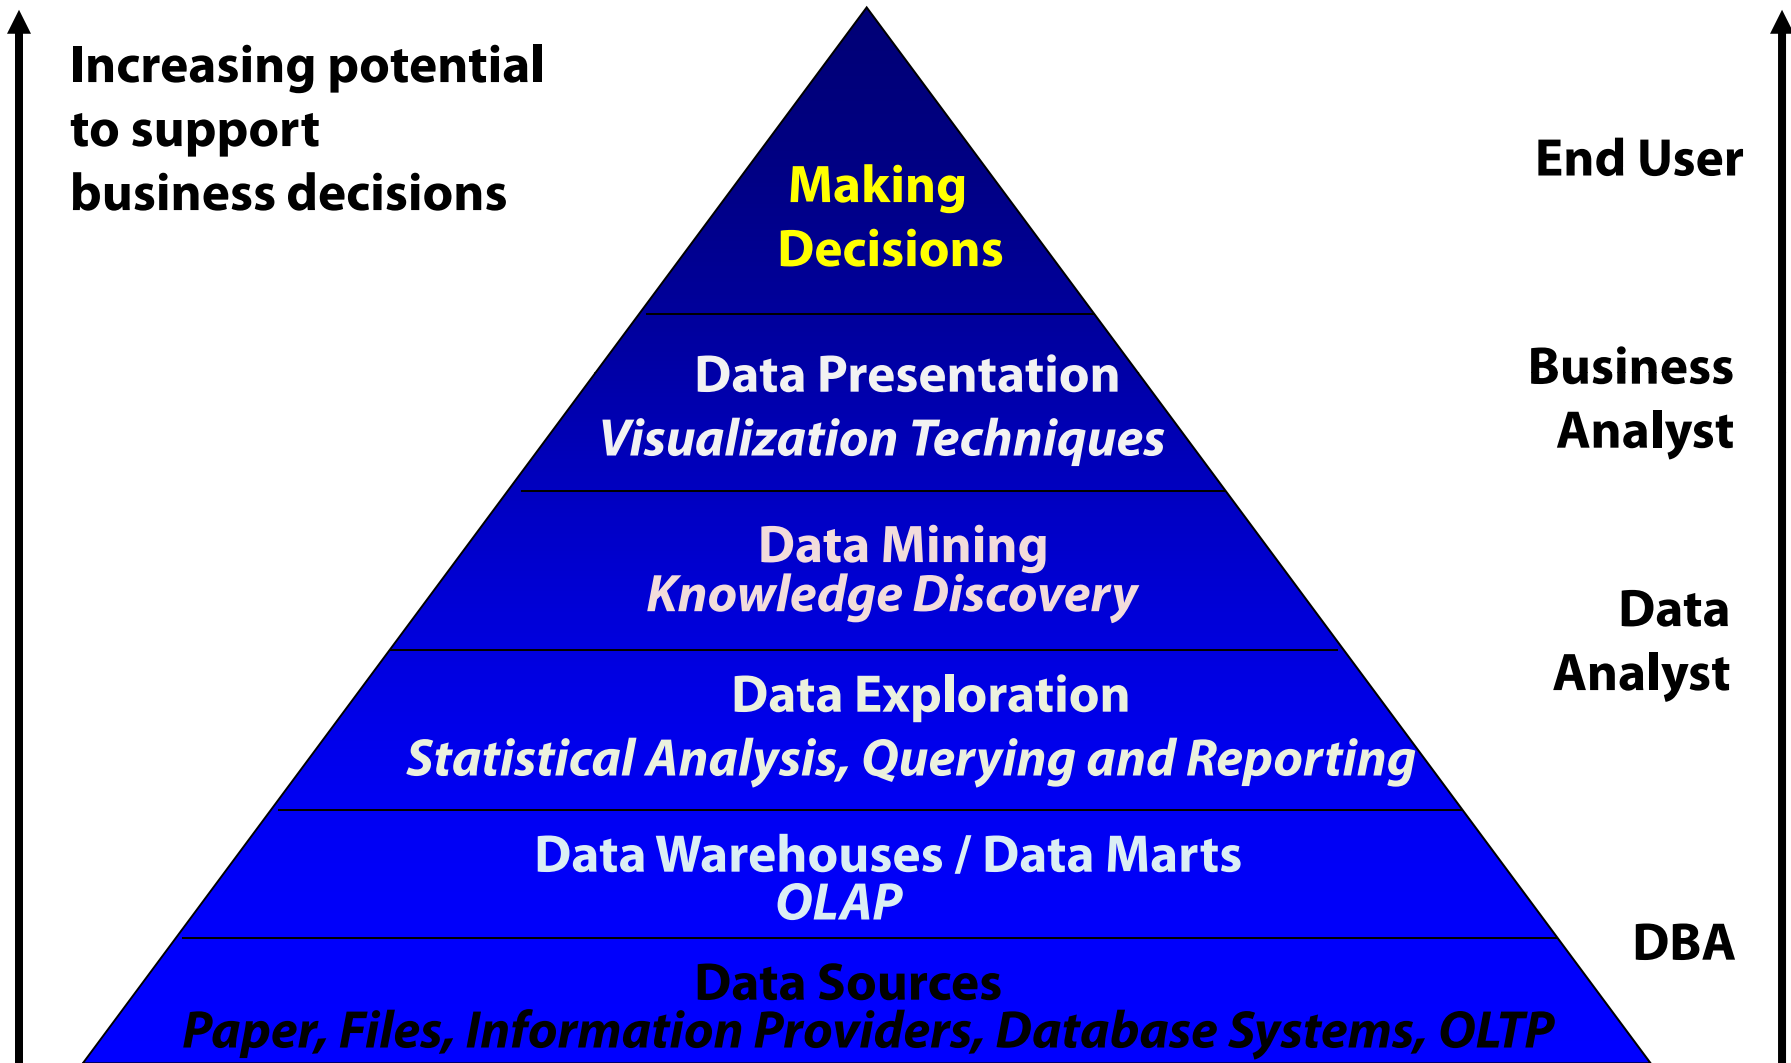 Increasing potential
to support
business decisions
Making
Decisions
End User
Data Presentation
Visualization Techniques
Business
Analyst
Data Mining
Knowledge Discovery
Data
Analyst
Data Exploration
Statistical Analysis, Querying and Reporting
Data Warehouses / Data Marts
OLAP
DBA
Data Sources
Paper, Files, Information Providers, Database Systems, OLTP